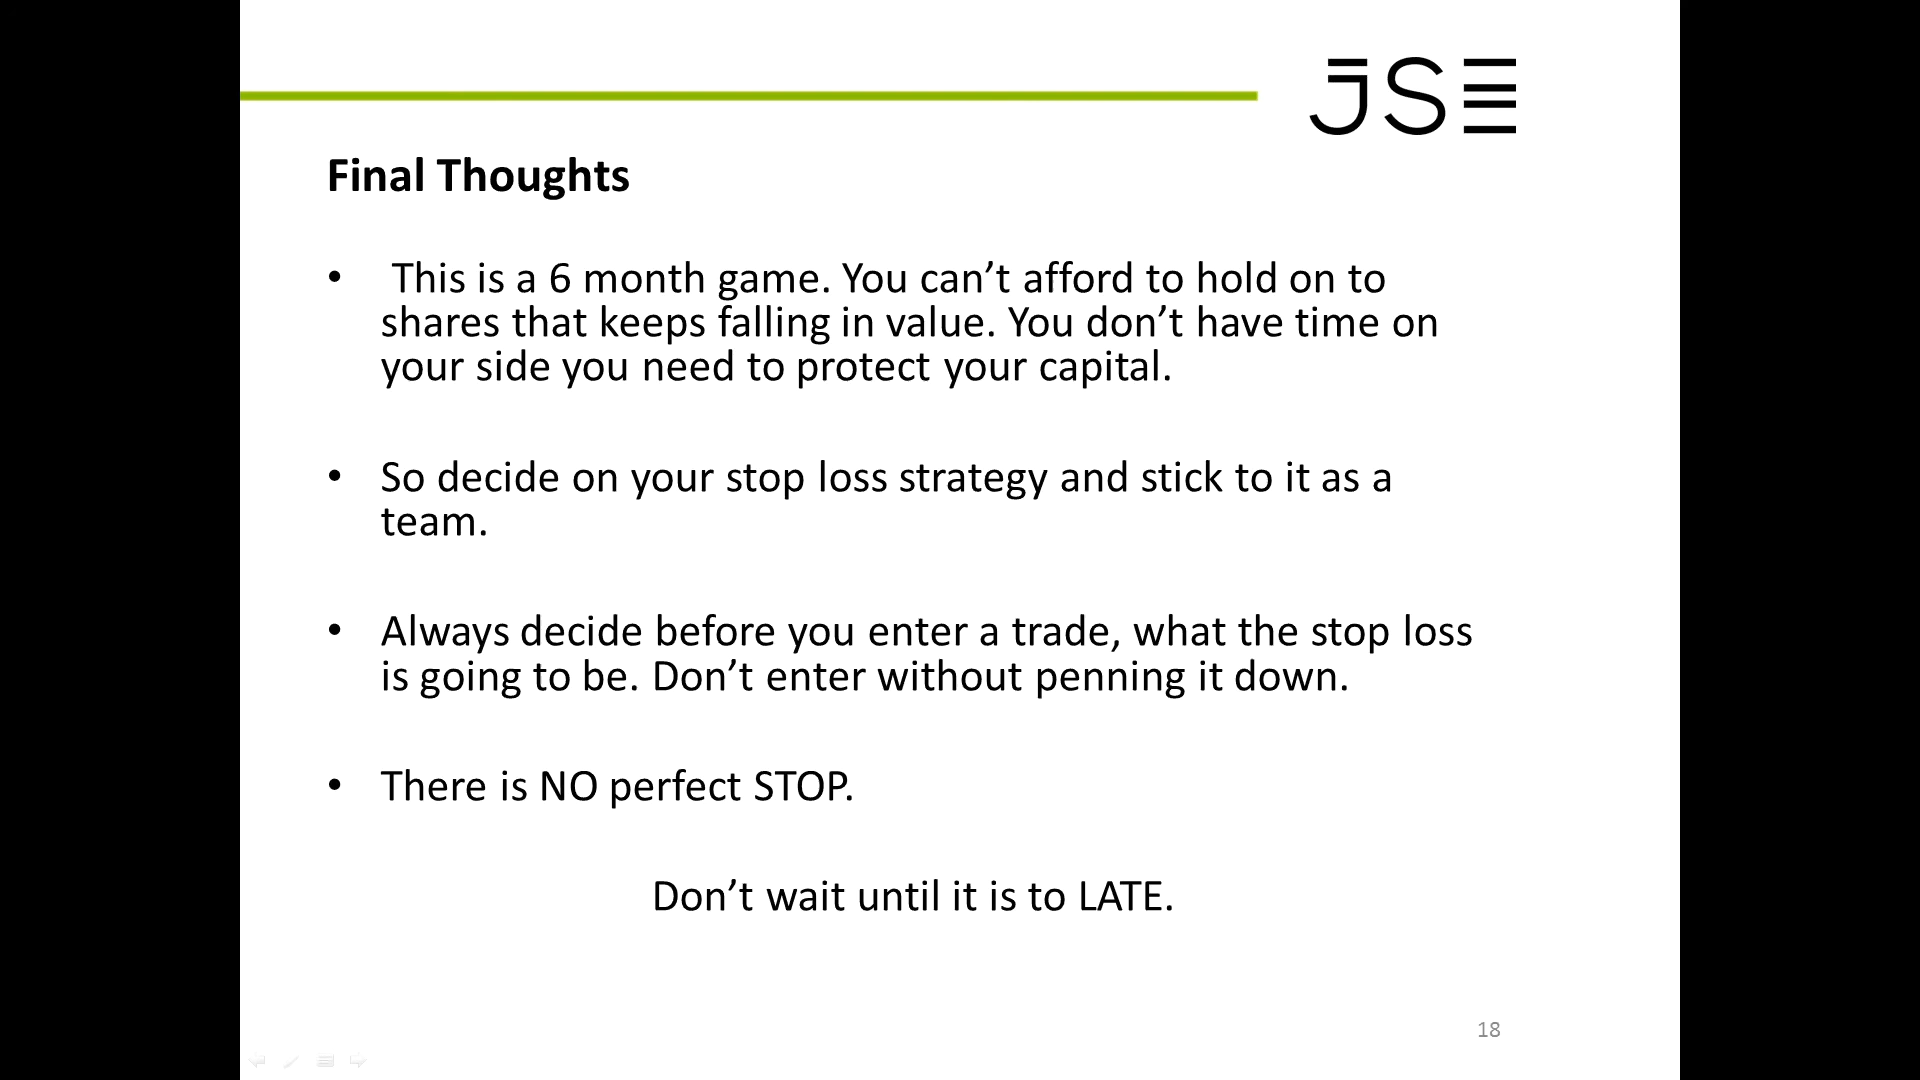 JSE
Final Thoughts
• This is a 6 month game. You can’t afford to hold on to
shares that keeps falling in value. You don’t have time on
your side you need to protect your capital.
• So decide on your stop loss strategy and stick to it as a
team.
• Always decide before you enter a trade, what the stop loss
is going to be. Don’t enter without penning it down.
• There is NO perfect STOP.
Don’t wait until it is to LATE.
18